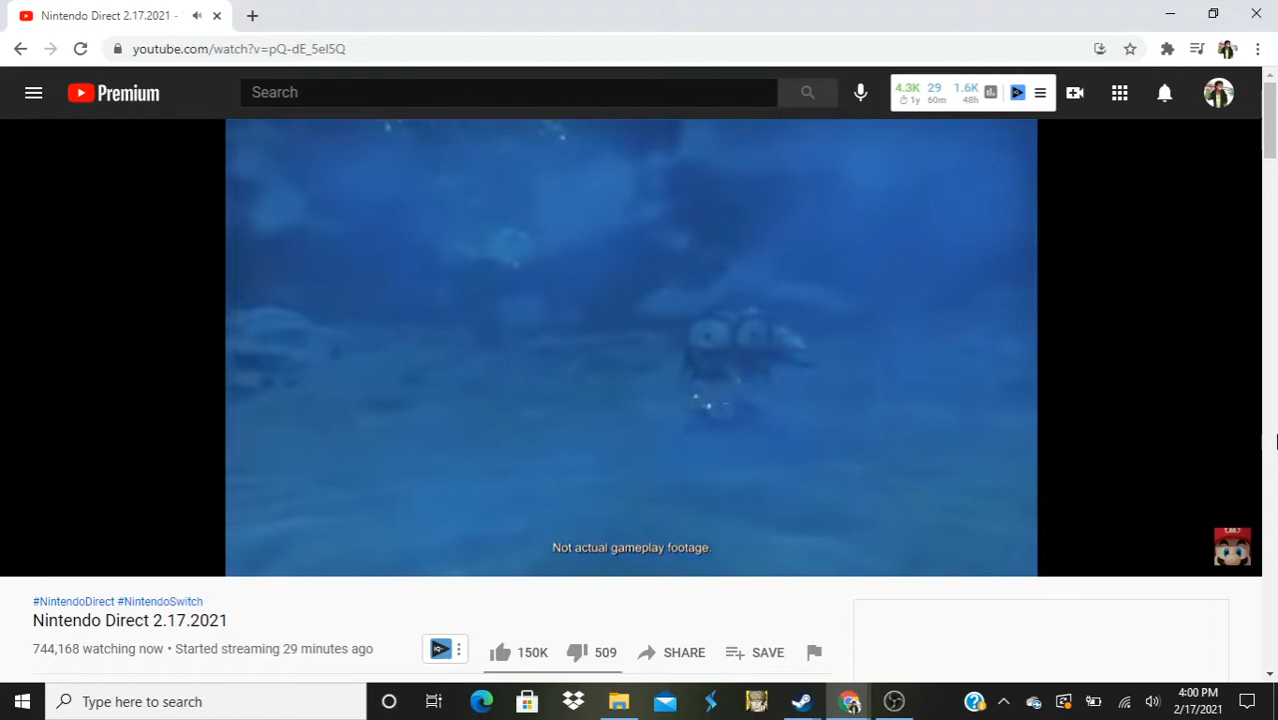 Nintendo Direct 2.17.2021 -
youtube.com/watch?v=pQ-dE_5el5Q
Premium
Search
4.3K 29 1.6K
1y 60m 48h
Not actual gameplay footage.
#NintendoDirect #NintendoSwitch
Nintendo Direct 2.17.2021
744,168 watching now • Started streaming 29 minutes ago
150K 509 SHARE SAVE
Type here to search
4:00 PM
2/17/2021